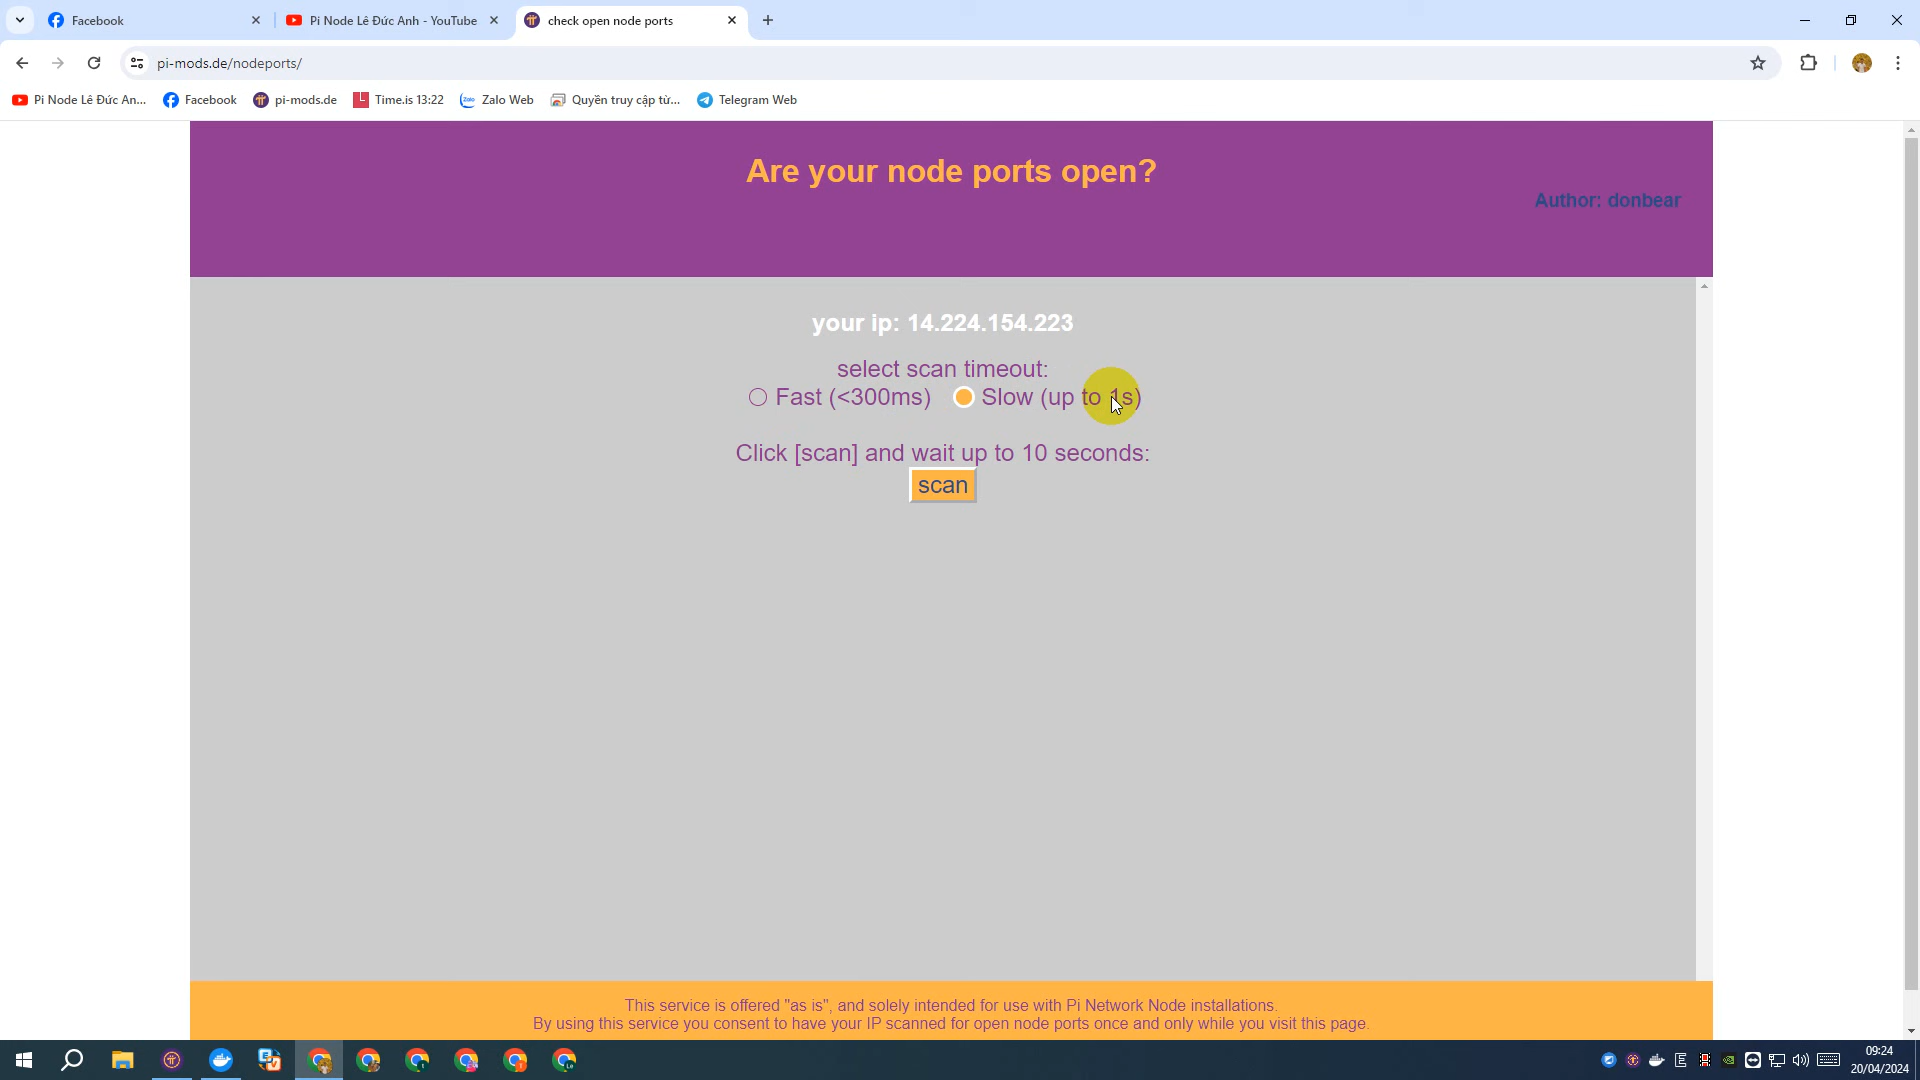 Facebook
Pi Node Lê Đức Anh - YouTube
check open node ports
pi-mods.de/nodeports/
Pi Node Lê Đức An...
Facebook
pi-mods.de
Time.is 13:22
Zalo Web
Quyền truy cập từ...
Telegram Web
Are your node ports open?
Author: donbear
your ip: 14.224.154.223
select scan timeout:
Fast (<300ms) Slow (up to 1s)
Click [scan] and wait up to 10 seconds:
scan
This service is offered "as is", and solely intended for use with Pi Network Node installations.
By using this service you consent to have your IP scanned for open node ports once and only while you visit this page.
09:24
20/04/2024